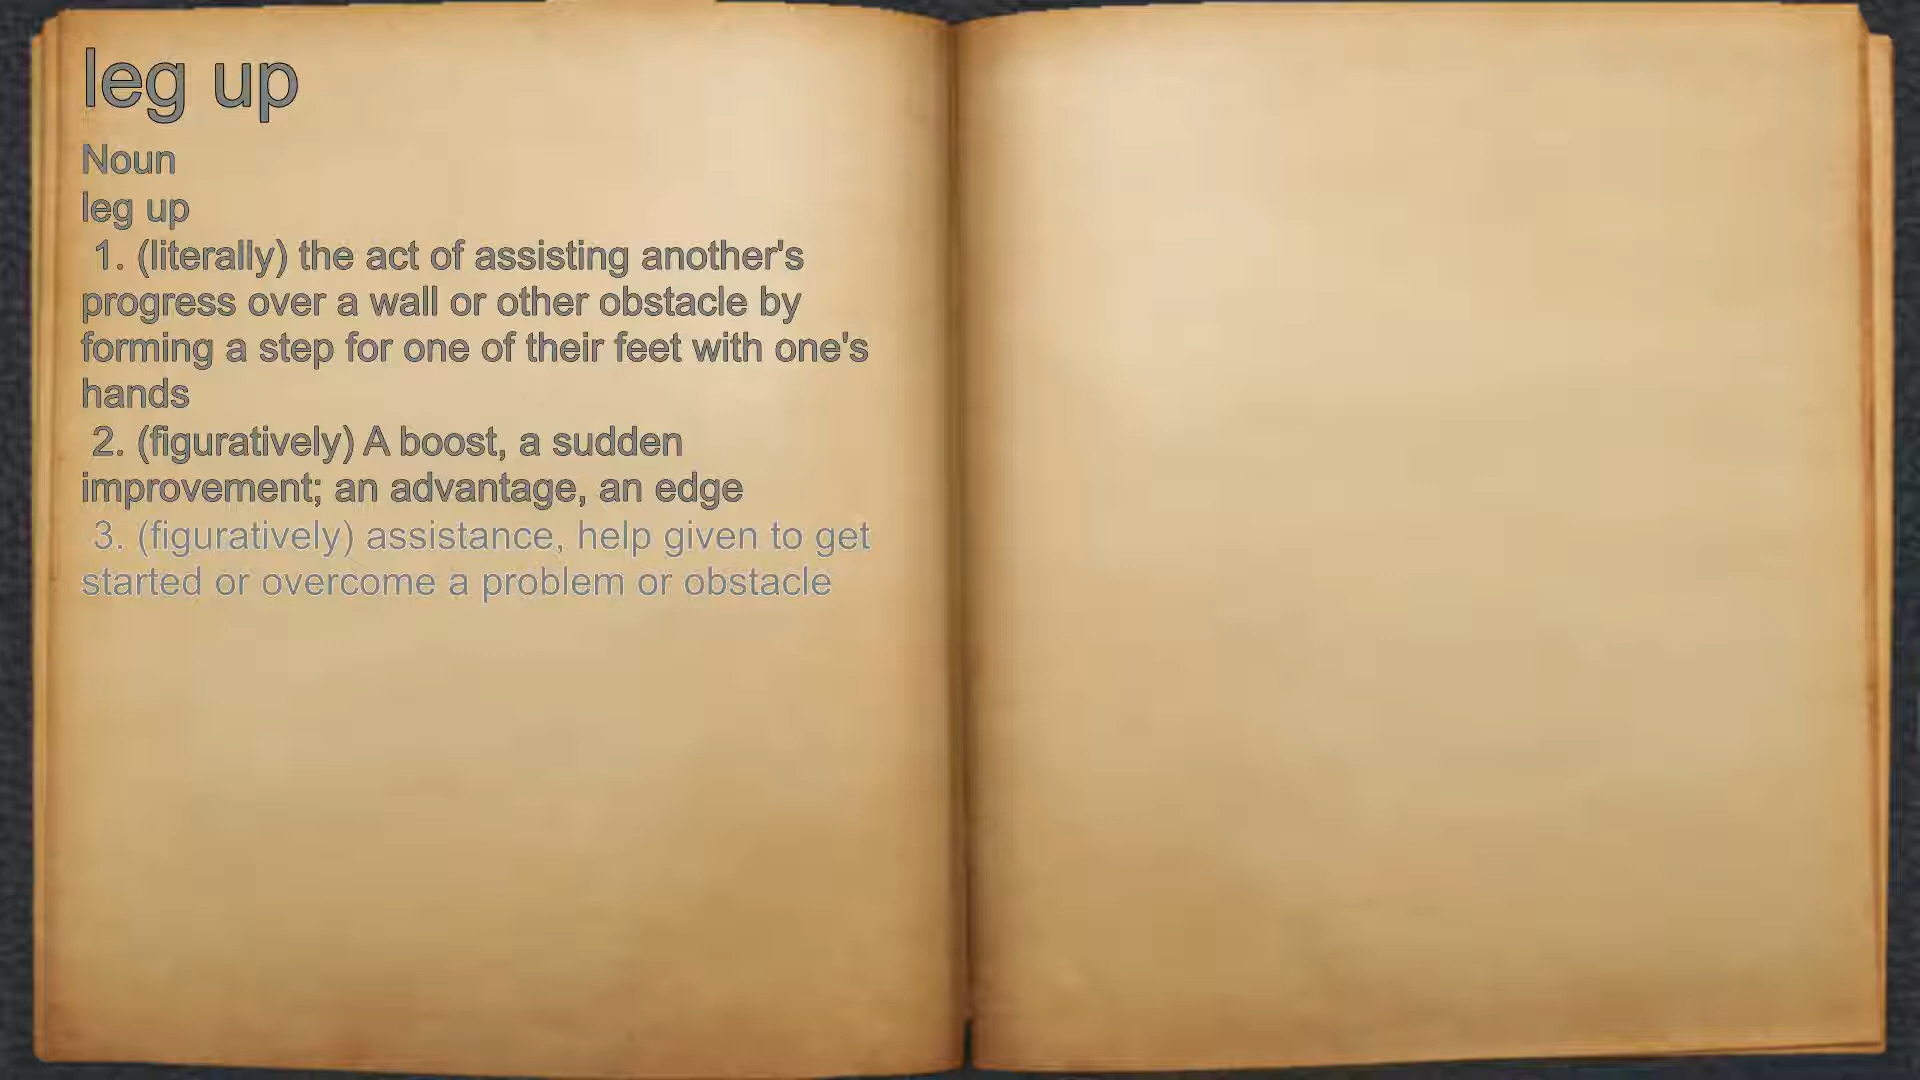 leg up
Noun
leg up
1. (literally) the act of assisting another's
progress over a wall or other obstacle by
forming a step for one of their feet with one's
hands
2. (figuratively) A boost, a sudden
improvement; an advantage, an edge
3. (figuratively) assistance, help given to get
started or overcome a problem or obstacle